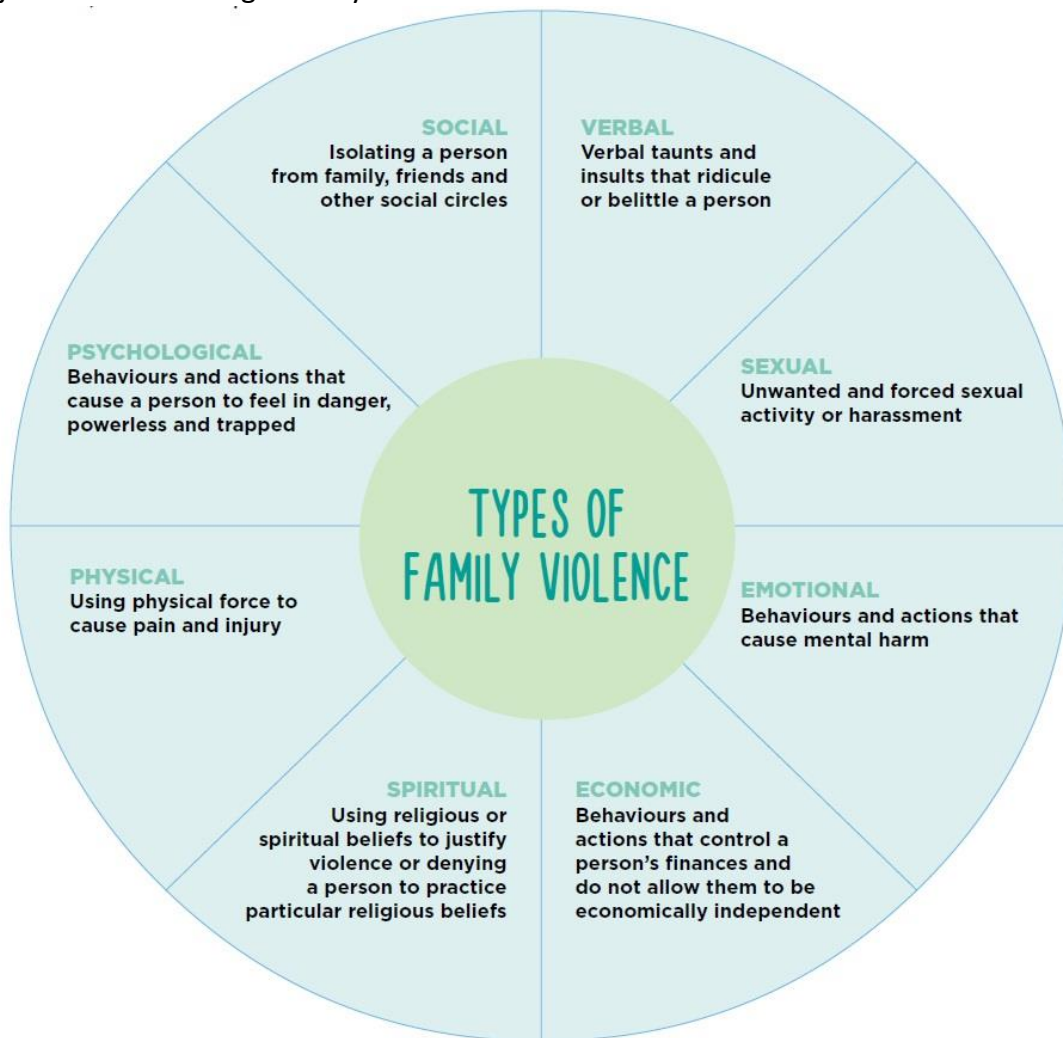 TYPES OF
FAMILY VIOLENCE
SOCIAL
Isolating a person
from family, friends and
other social circles
VERBAL
Verbal taunts and
insults that ridicule
or belittle a person
SEXUAL
Unwanted and forced sexual
activity or harassment
EMOTIONAL
Behaviours and actions that
cause mental harm
ECONOMIC
Behaviours and
actions that control a
person's finances and
do not allow them to be
economically independent
SPIRITUAL
Using religious or
spiritual beliefs to justify
violence or denying
a person to practice
particular religious beliefs
PHYSICAL
Using physical force to
cause pain and injury
PSYCHOLOGICAL
Behaviours and actions that
cause a person to feel in danger,
powerless and trapped